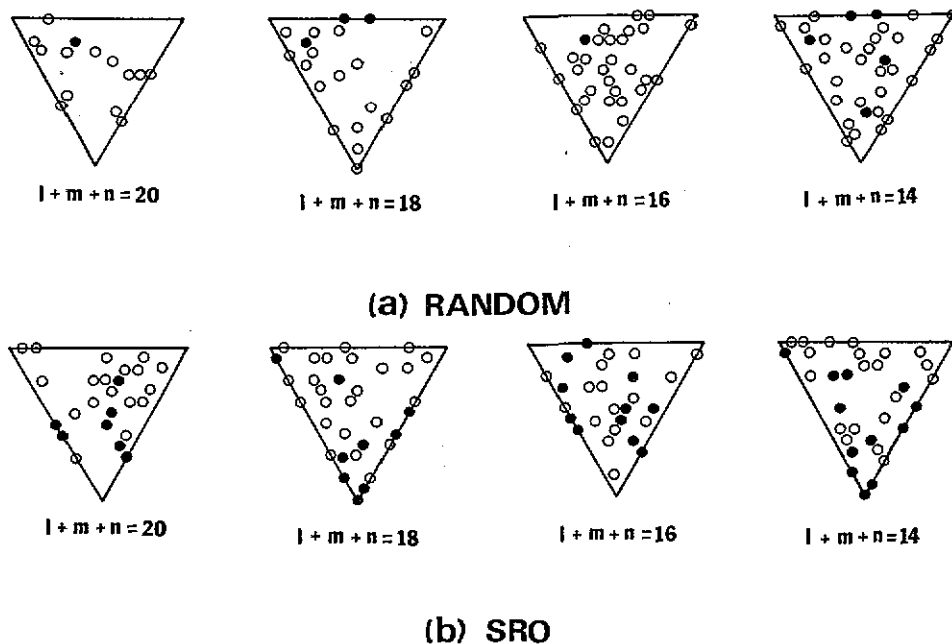 l + m + n = 20
l + m + n = 18
l + m + n = 16
l + m + n = 14
(a) RANDOM
l + m + n = 20
l + m + n = 18
l + m + n = 16
l + m + n = 14
(b) SRO